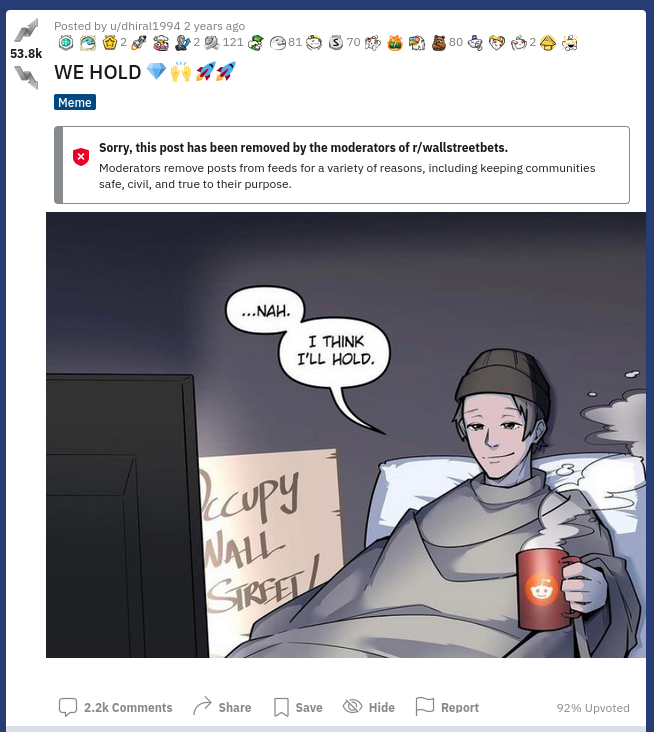 Posted by u/dhiral1994 2 years ago
2 2 121 81 70 80 2
53.8k
WE HOLD 💎🙌🚀🚀
Meme
Sorry, this post has been removed by the moderators of r/wallstreetbets.
Moderators remove posts from feeds for a variety of reasons, including keeping communities
safe, civil, and true to their purpose.
...NAH.
I THINK
I'LL HOLD.
OCCUPY
WALL
STREET!
2.2k Comments Share Save Hide Report 92% Upvoted